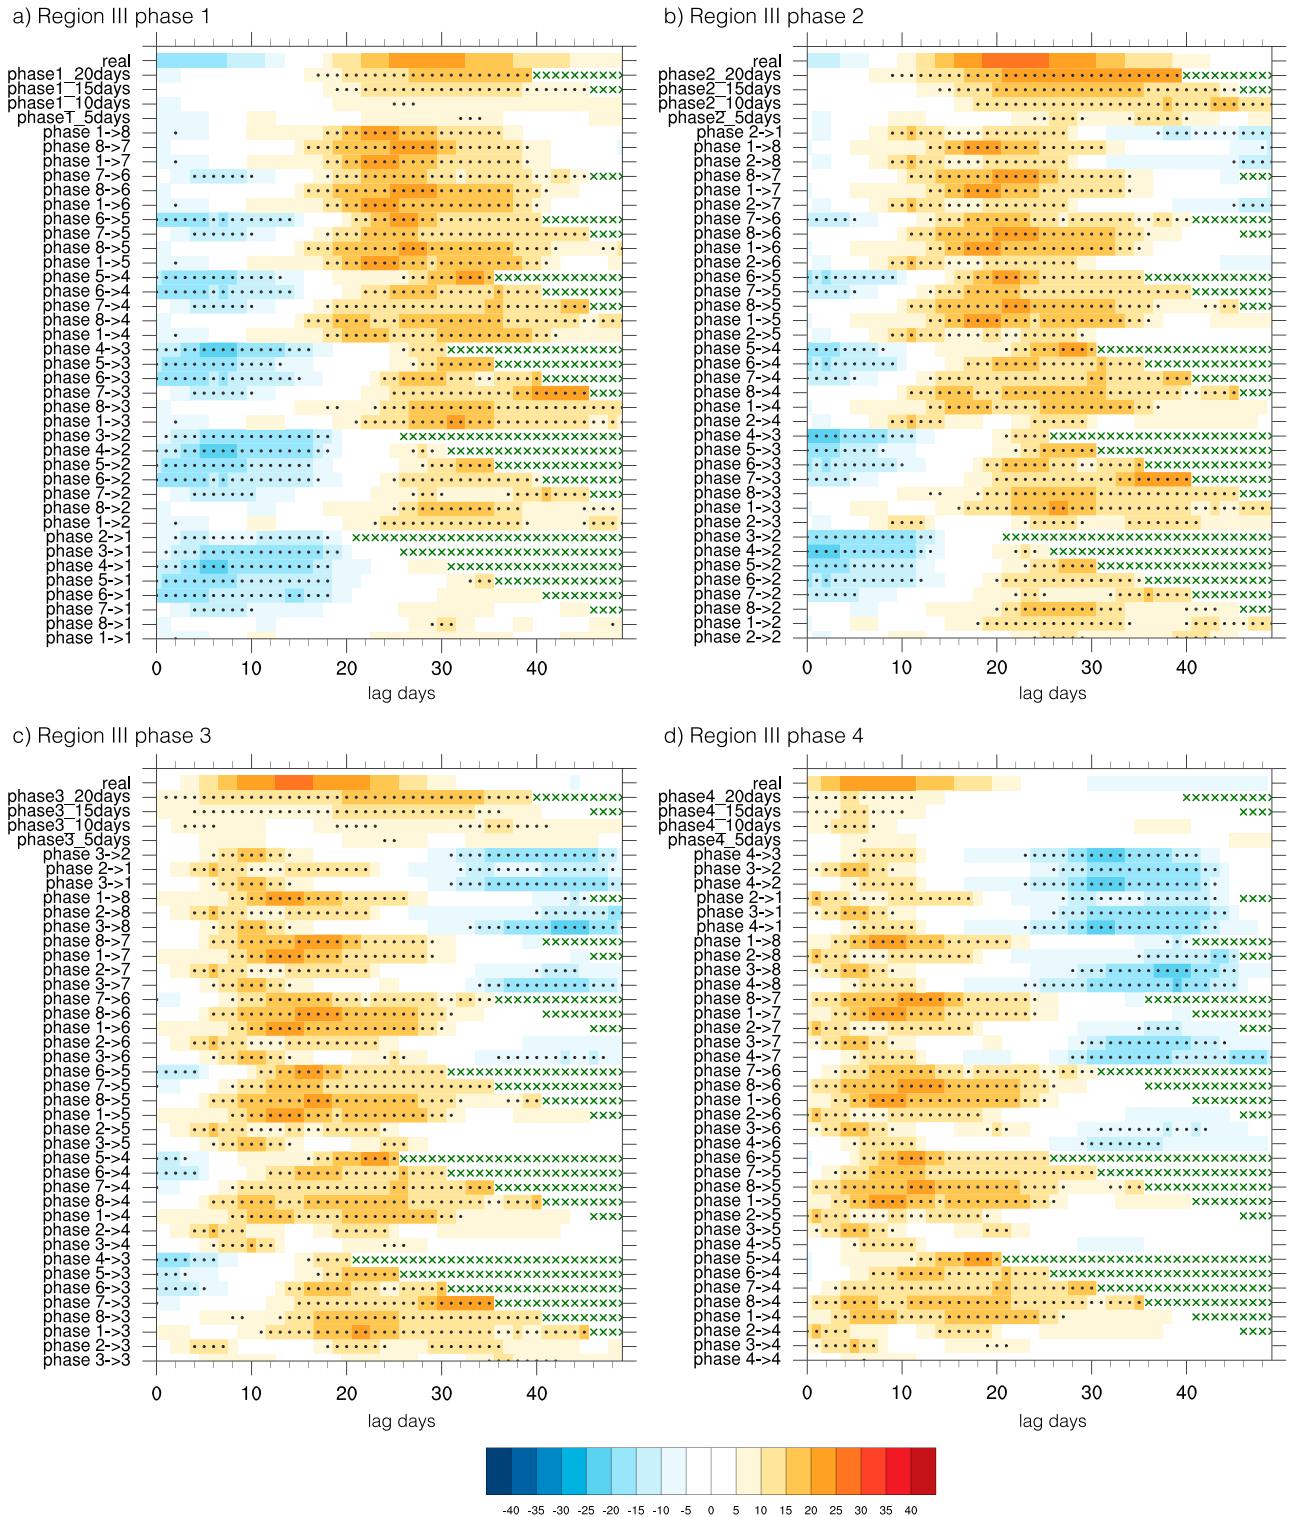 a) Region III phase 1
real
phase1_20days
phase1_15days
phase1_10days
phase1_5days
phase 1->8
phase 8->7
phase 1->7
phase 7->6
phase 8->6
phase 1->6
phase 6->5
phase 7->5
phase 8->5
phase 1->5
phase 5->4
phase 6->4
phase 7->4
phase 8->4
phase 1->4
phase 4->3
phase 5->3
phase 6->3
phase 7->3
phase 8->3
phase 1->3
phase 3->2
phase 4->2
phase 5->2
phase 6->2
phase 7->2
phase 8->2
phase 1->2
phase 2->1
phase 3->1
phase 4->1
phase 5->1
phase 6->1
phase 7->1
phase 8->1
phase 1->1
0 10 20 30 40
lag days
b) Region III phase 2
real
phase2_20days
phase2_15days
phase2_10days
phase2_5days
phase 2->1
phase 1->8
phase 2->8
phase 8->7
phase 1->7
phase 2->7
phase 7->6
phase 8->6
phase 1->6
phase 2->6
phase 6->5
phase 7->5
phase 8->5
phase 1->5
phase 2->5
phase 5->4
phase 6->4
phase 7->4
phase 8->4
phase 1->4
phase 2->4
phase 4->3
phase 5->3
phase 6->3
phase 7->3
phase 8->3
phase 1->3
phase 2->3
phase 3->2
phase 4->2
phase 5->2
phase 6->2
phase 7->2
phase 8->2
phase 1->2
phase 2->2
0 10 20 30 40
lag days
c) Region III phase 3
real
phase3_20days
phase3_15days
phase3_10days
phase3_5days
phase 3->2
phase 2->1
phase 3->1
phase 1->8
phase 2->8
phase 3->8
phase 8->7
phase 1->7
phase 2->7
phase 3->7
phase 7->6
phase 8->6
phase 1->6
phase 2->6
phase 3->6
phase 6->5
phase 7->5
phase 8->5
phase 1->5
phase 2->5
phase 3->5
phase 5->4
phase 6->4
phase 7->4
phase 8->4
phase 1->4
phase 2->4
phase 3->4
phase 4->3
phase 5->3
phase 6->3
phase 7->3
phase 8->3
phase 1->3
phase 2->3
phase 3->3
0 10 20 30 40
lag days
d) Region III phase 4
real
phase4_20days
phase4_15days
phase4_10days
phase4_5days
phase 4->3
phase 3->2
phase 4->2
phase 2->1
phase 3->1
phase 4->1
phase 1->8
phase 2->8
phase 3->8
phase 4->8
phase 8->7
phase 1->7
phase 2->7
phase 3->7
phase 4->7
phase 7->6
phase 8->6
phase 1->6
phase 2->6
phase 3->6
phase 4->6
phase 6->5
phase 7->5
phase 8->5
phase 1->5
phase 2->5
phase 3->5
phase 4->5
phase 5->4
phase 6->4
phase 7->4
phase 8->4
phase 1->4
phase 2->4
phase 3->4
phase 4->4
0 10 20 30 40
lag days
-40 -35 -30 -25 -20 -15 -10 -5 0 5 10 15 20 25 30 35 40